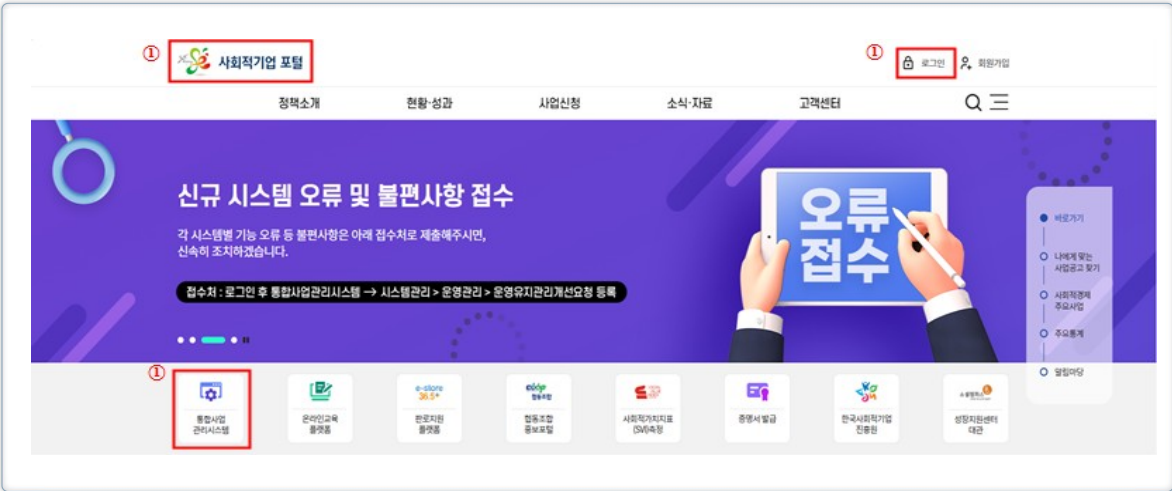 ①
사회적기업 포털
①
로그인 회원가입
정책소개 현황·성과 사업신청 소식·자료 고객센터
신규 시스템 오류 및 불편사항 접수
각 시스템별 기능 오류 등 불편사항은 아래 접수처로 제출해주시면,
신속히 조치하겠습니다.
접수처 : 로그인 후 통합사업관리시스템 → 시스템관리 > 운영관리 > 운영유지관리개선요청 등록
오류
접수
바로가기
나에게 맞는
사업공고 찾기
사회적경제
주요사업
주요통계
알림마당
①
통합사업
관리시스템
온라인교육
플랫폼
e-store
36.5+
판로지원
플랫폼
coop
협동조합
협동조합
홍보포털
사회적가치지표
(SVI)측정
증명서 발급
한국사회적기업
진흥원
성장지원센터
대관